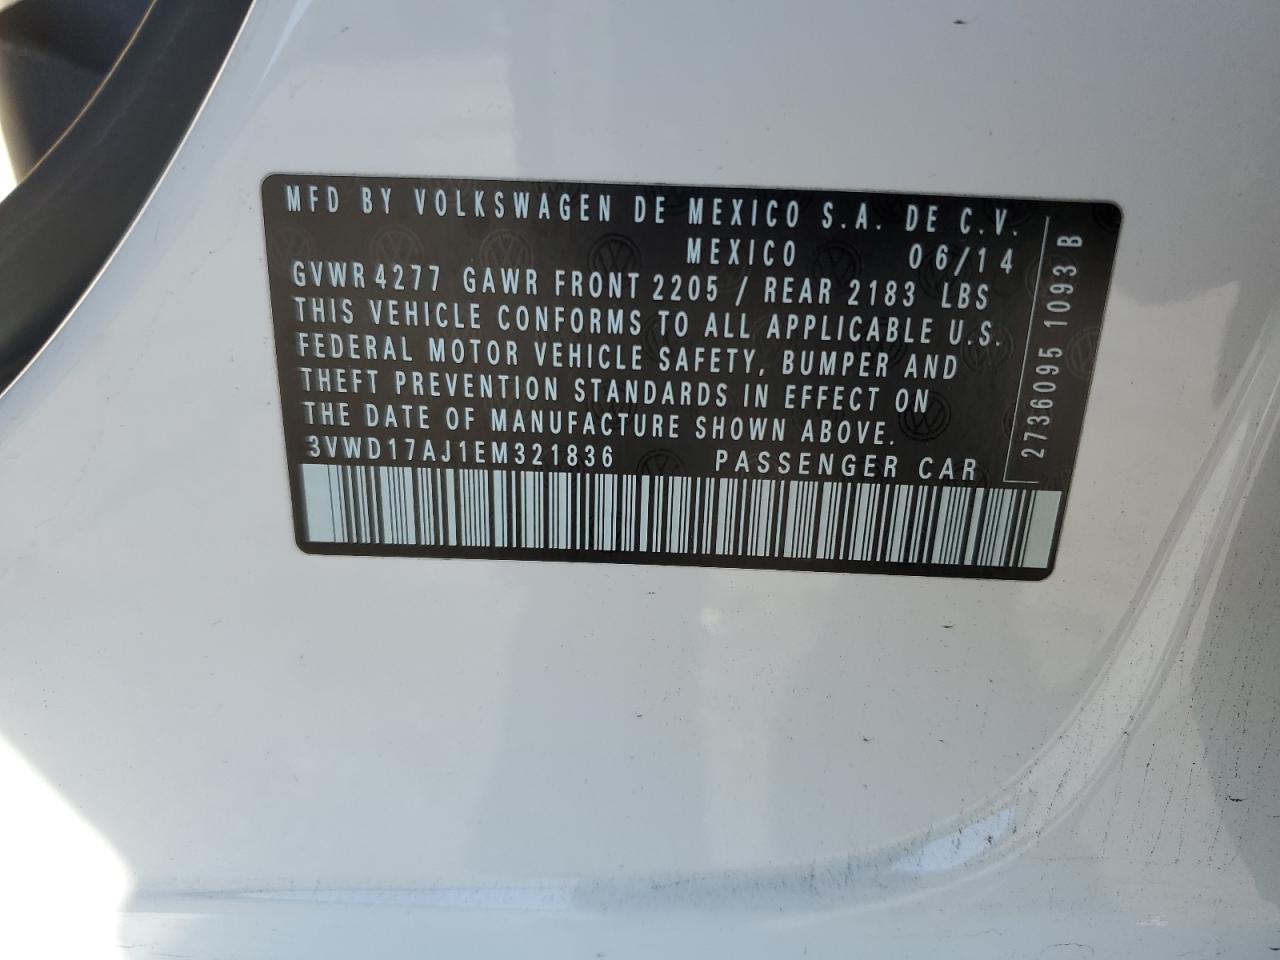 MFD BY VOLKSWAGEN DE MEXICO S.A. DE C.V.
MEXICO 06/14
GVWR 4277 GAWR FRONT 2205 / REAR 2183 LBS
THIS VEHICLE CONFORMS TO ALL APPLICABLE U.S.
FEDERAL MOTOR VEHICLE SAFETY, BUMPER AND
THEFT PREVENTION STANDARDS IN EFFECT ON
THE DATE OF MANUFACTURE SHOWN ABOVE.
3VWD17AJ1EM321836 PASSENGER CAR
2736095 1093 B